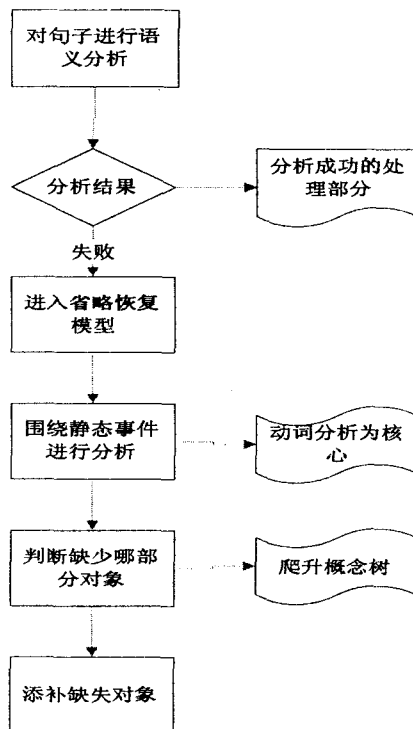 对句子进行语
义分析
分析结果
分析成功的处
理部分
失败
进入省略恢复
模型
围绕静态事件
进行分析
动词分析为核
心
判断缺少哪部
分对象
爬升概念树
添补缺失对象